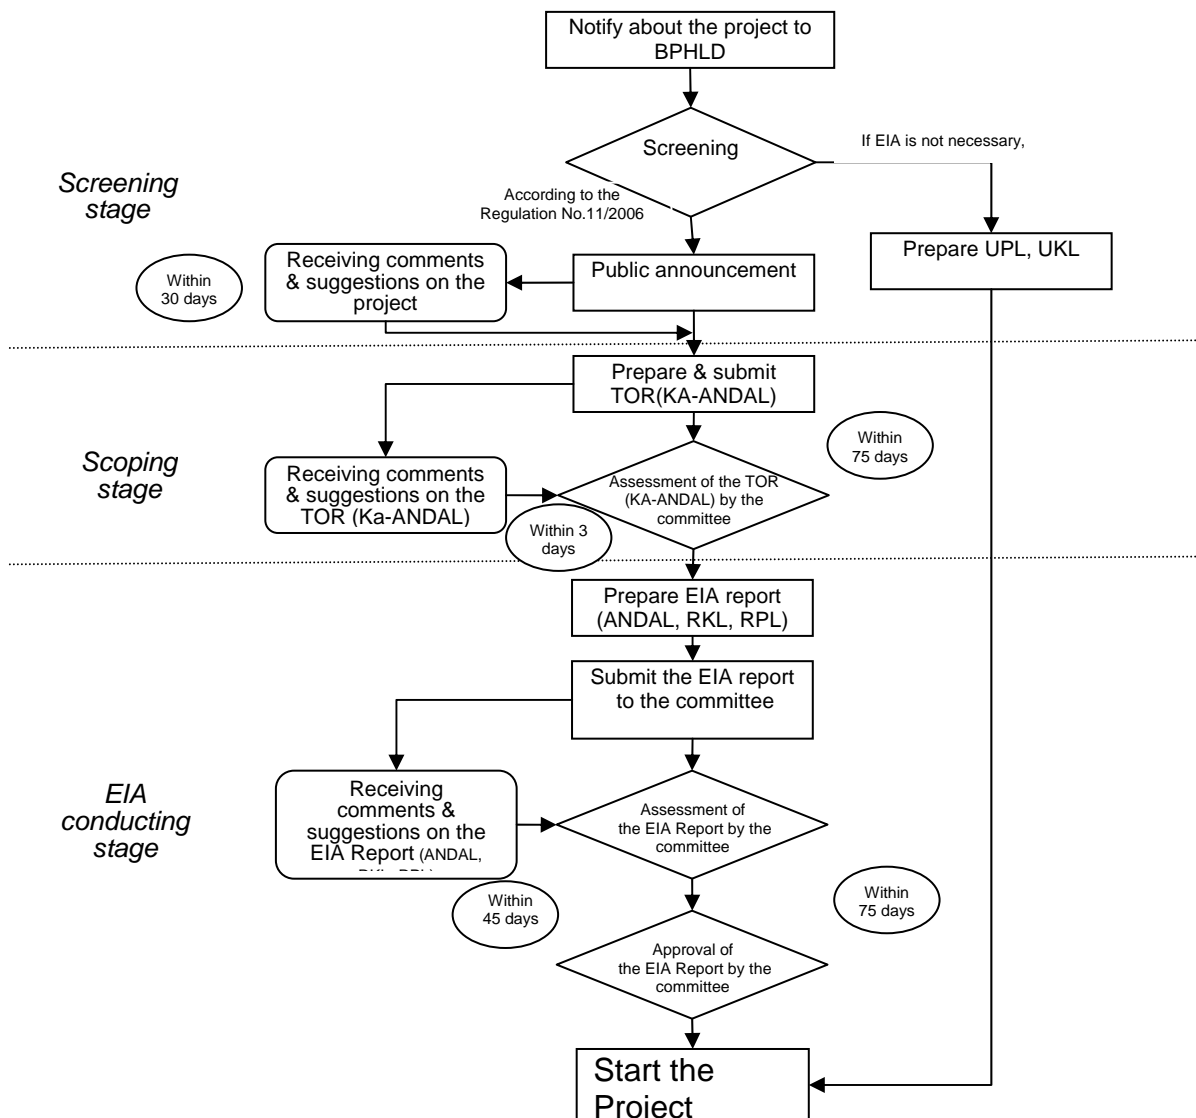 Notify about the project to
BPHLD
Screening
If EIA is not necessary,
Screening
stage
According to the
Regulation No.11/2006
Prepare UPL, UKL
Within
30 days
Receiving comments
& suggestions on the
project
Public announcement
Prepare & submit
TOR(KA-ANDAL)
Within
75 days
Scoping
stage
Receiving comments
& suggestions on the
TOR (Ka-ANDAL)
Assessment of the TOR
(KA-ANDAL) by the
committee
Within 3
days
Prepare EIA report
(ANDAL, RKL, RPL)
Submit the EIA report
to the committee
EIA
conducting
stage
Receiving
comments &
suggestions on the
EIA Report (ANDAL,
Assessment of
the EIA Report by the
committee
Within
45 days
Within
75 days
Approval of
the EIA Report by the
committee
Start the
Project